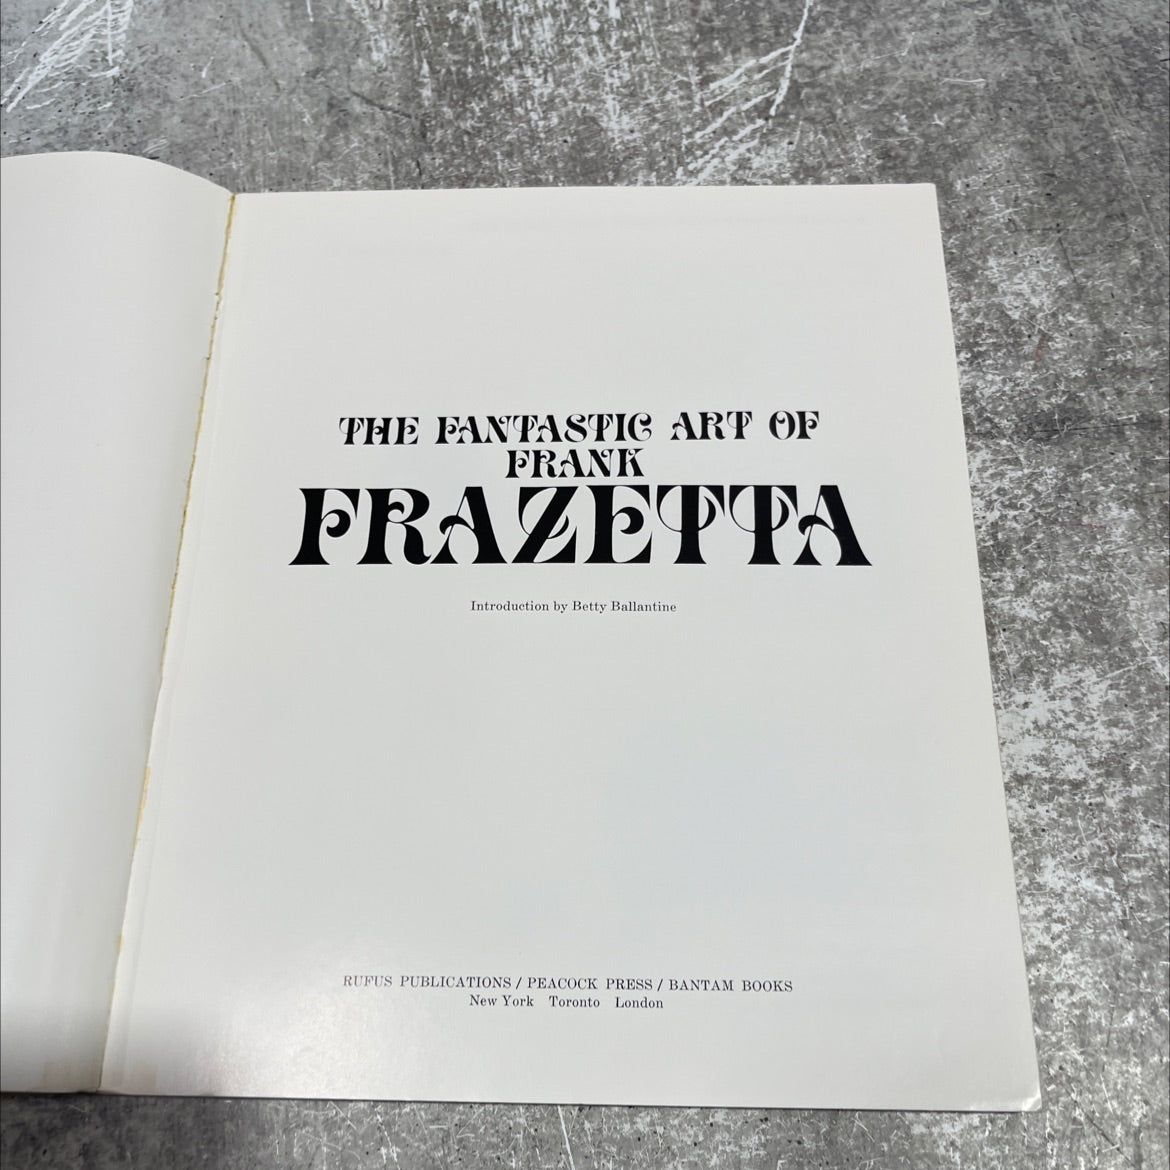 THE FANTASTIC ART OF
FRANK
FRAZETTA
Introduction by Betty Ballantine
RUFUS PUBLICATIONS / PEACOCK PRESS / BANTAM BOOKS
New York Toronto London